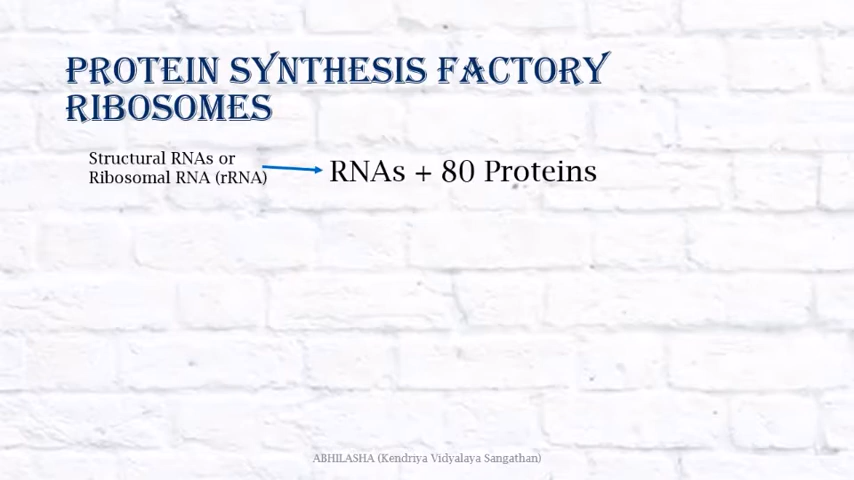 PROTEIN SYNTHESIS FACTORY
RIBOSOMES
Structural RNAs or
Ribosomal RNA (rRNA)
RNAs + 80 Proteins
ABHILASHA (Kendriya Vidyalaya Sangathan)